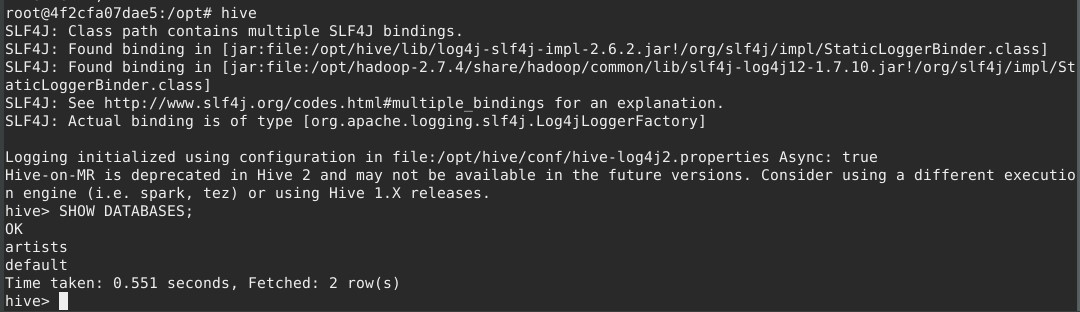 root@4f2cfa07dae5:/opt# hive
SLF4J: Class path contains multiple SLF4J bindings.
SLF4J: Found binding in [jar:file:/opt/hive/lib/log4j-slf4j-impl-2.6.2.jar!/org/slf4j/impl/StaticLoggerBinder.class]
SLF4J: Found binding in [jar:file:/opt/hadoop-2.7.4/share/hadoop/common/lib/slf4j-log4j12-1.7.10.jar!/org/slf4j/impl/St
aticLoggerBinder.class]
SLF4J: See http://www.slf4j.org/codes.html#multiple_bindings for an explanation.
SLF4J: Actual binding is of type [org.apache.logging.slf4j.Log4jLoggerFactory]

Logging initialized using configuration in file:/opt/hive/conf/hive-log4j2.properties Async: true
Hive-on-MR is deprecated in Hive 2 and may not be available in the future versions. Consider using a different executio
n engine (i.e. spark, tez) or using Hive 1.X releases.
hive> SHOW DATABASES;
OK
artists
default
Time taken: 0.551 seconds, Fetched: 2 row(s)
hive>